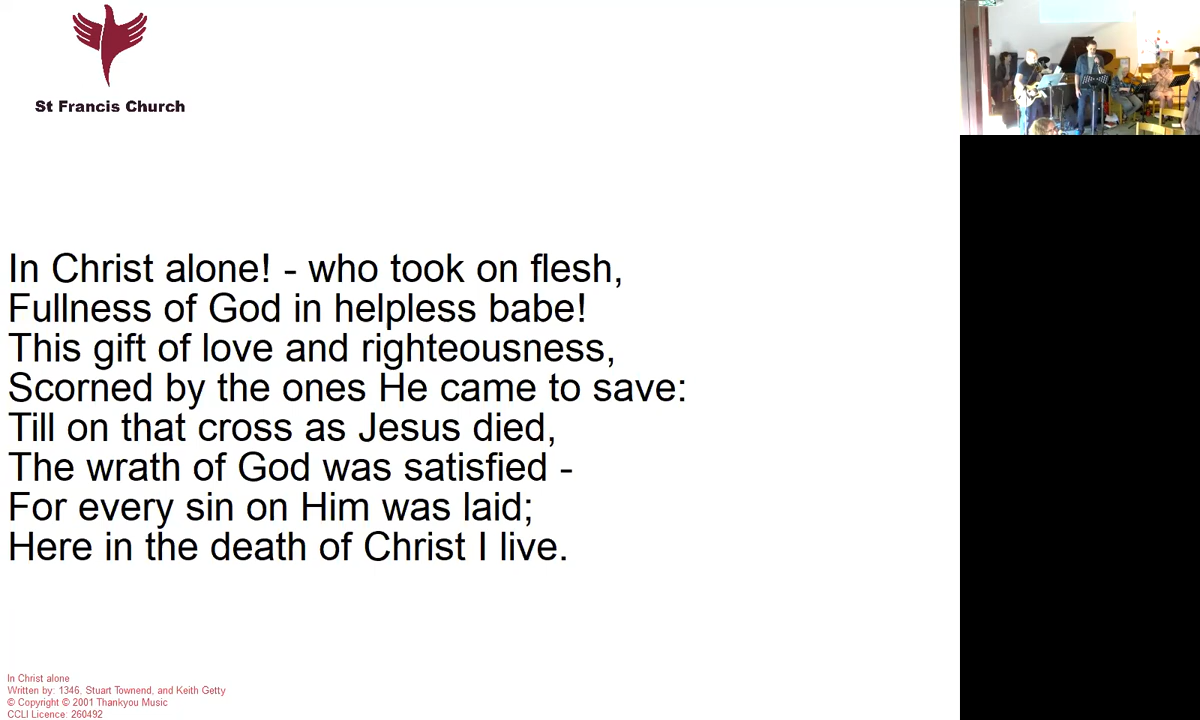 St Francis Church
In Christ alone! - who took on flesh,
Fullness of God in helpless babe!
This gift of love and righteousness,
Scorned by the ones He came to save:
Till on that cross as Jesus died,
The wrath of God was satisfied -
For every sin on Him was laid;
Here in the death of Christ I live.
In Christ alone
Written by: 1346, Stuart Townend, and Keith Getty
© Copyright © 2001 Thankyou Music
CCLI Licence: 260492